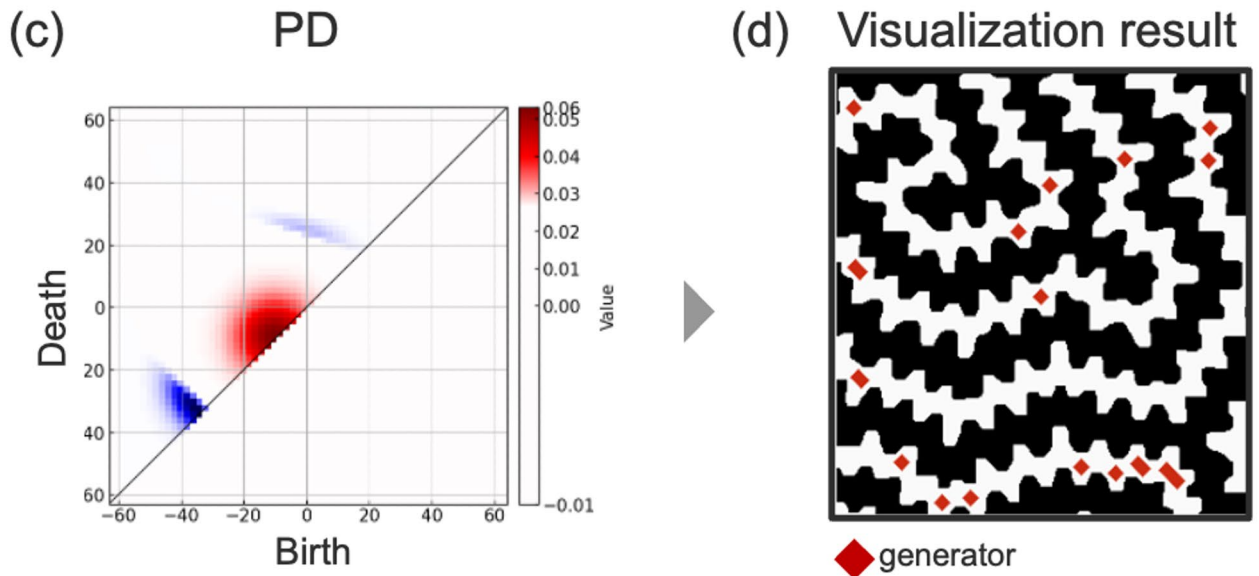 (c) PD
(d) Visualization result
60
40
20
0
20
40
60
Death
−60 −40 −20 0 20 40 60
Birth
0.06
0.05
0.04
0.03
0.02
0.01
0.00
−0.01
Value
generator